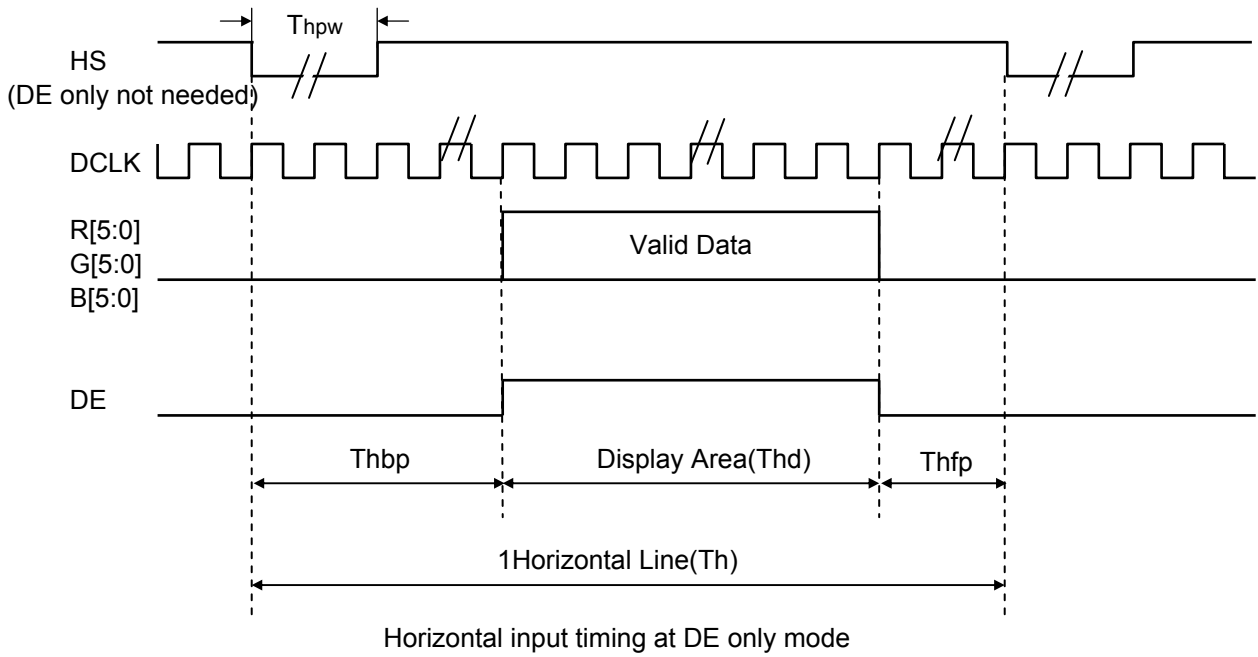 Thpw
HS
(DE only not needed)
DCLK
R[5:0]
G[5:0]
B[5:0]
Valid Data
DE
Thbp
Display Area(Thd)
Thfp
1Horizontal Line(Th)
Horizontal input timing at DE only mode